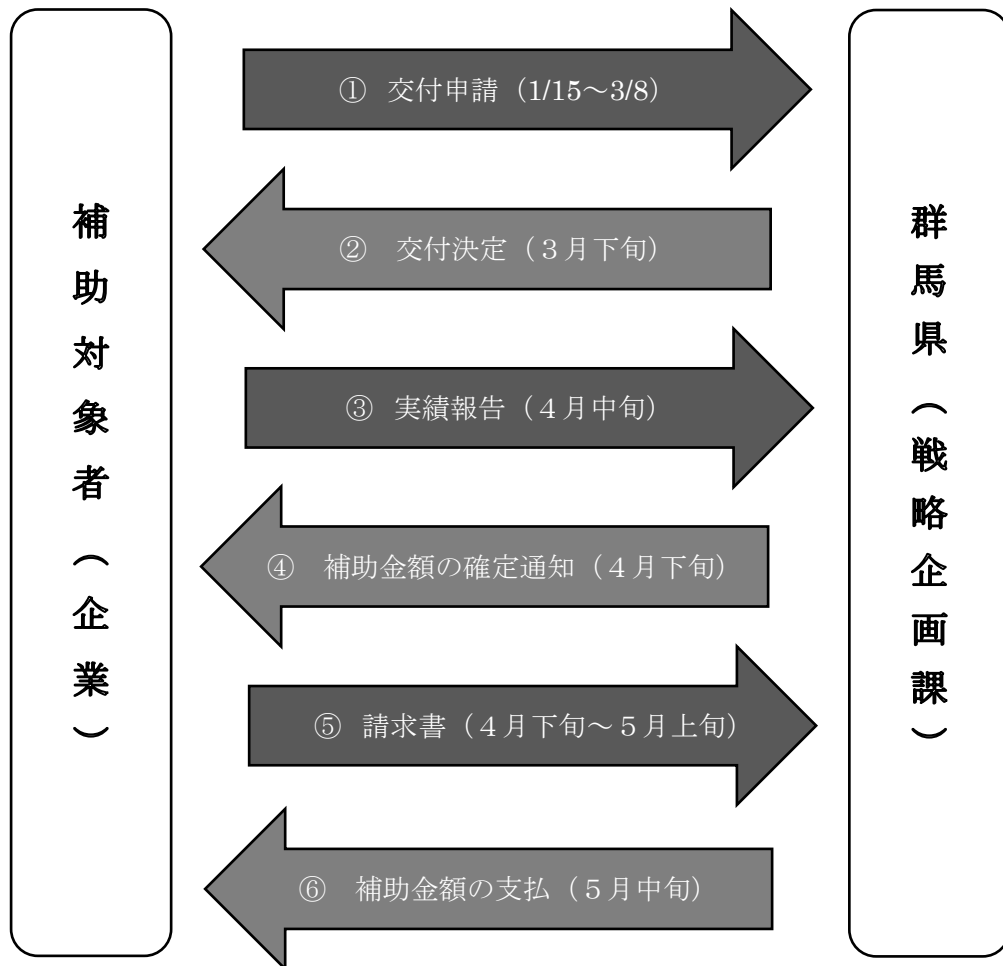 補助対象者（企業）
① 交付申請（1/15～3/8）
② 交付決定（３月下旬）
③ 実績報告（４月中旬）
④ 補助金額の確定通知（４月下旬）
⑤ 請求書（４月下旬～５月上旬）
⑥ 補助金額の支払（５月中旬）
群馬県（戦略企画課）